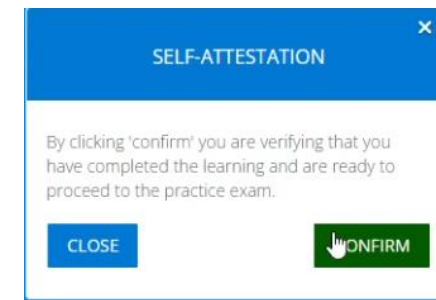 SELF-ATTESTATION
By clicking 'confirm' you are verifying that you
have completed the learning and are ready to
proceed to the practice exam.
CLOSE
CONFIRM